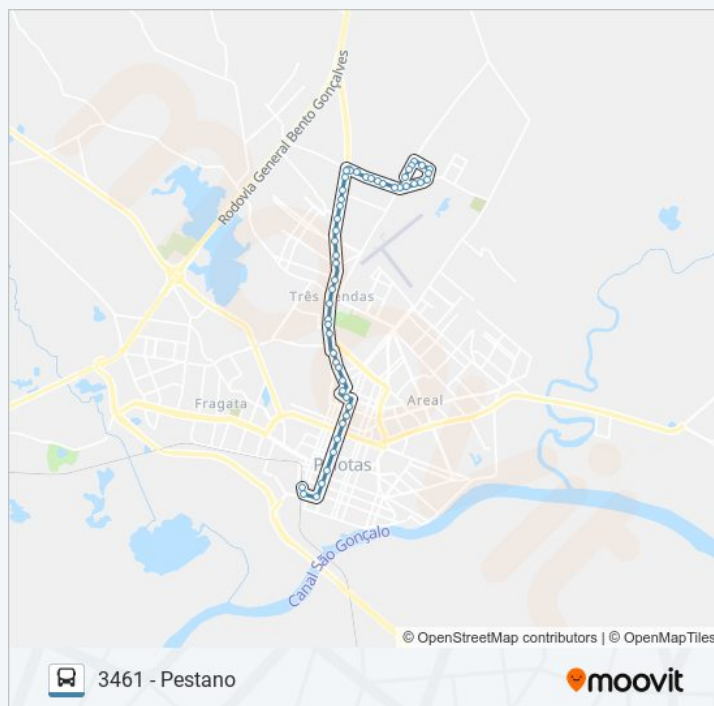 Rodovia General Bento Gonçalves
Três Vendas
Fragata
Areal
Pelotas
Canal São Gonçalo
© OpenStreetMap contributors | © OpenMapTiles
3461 - Pestano
moovit